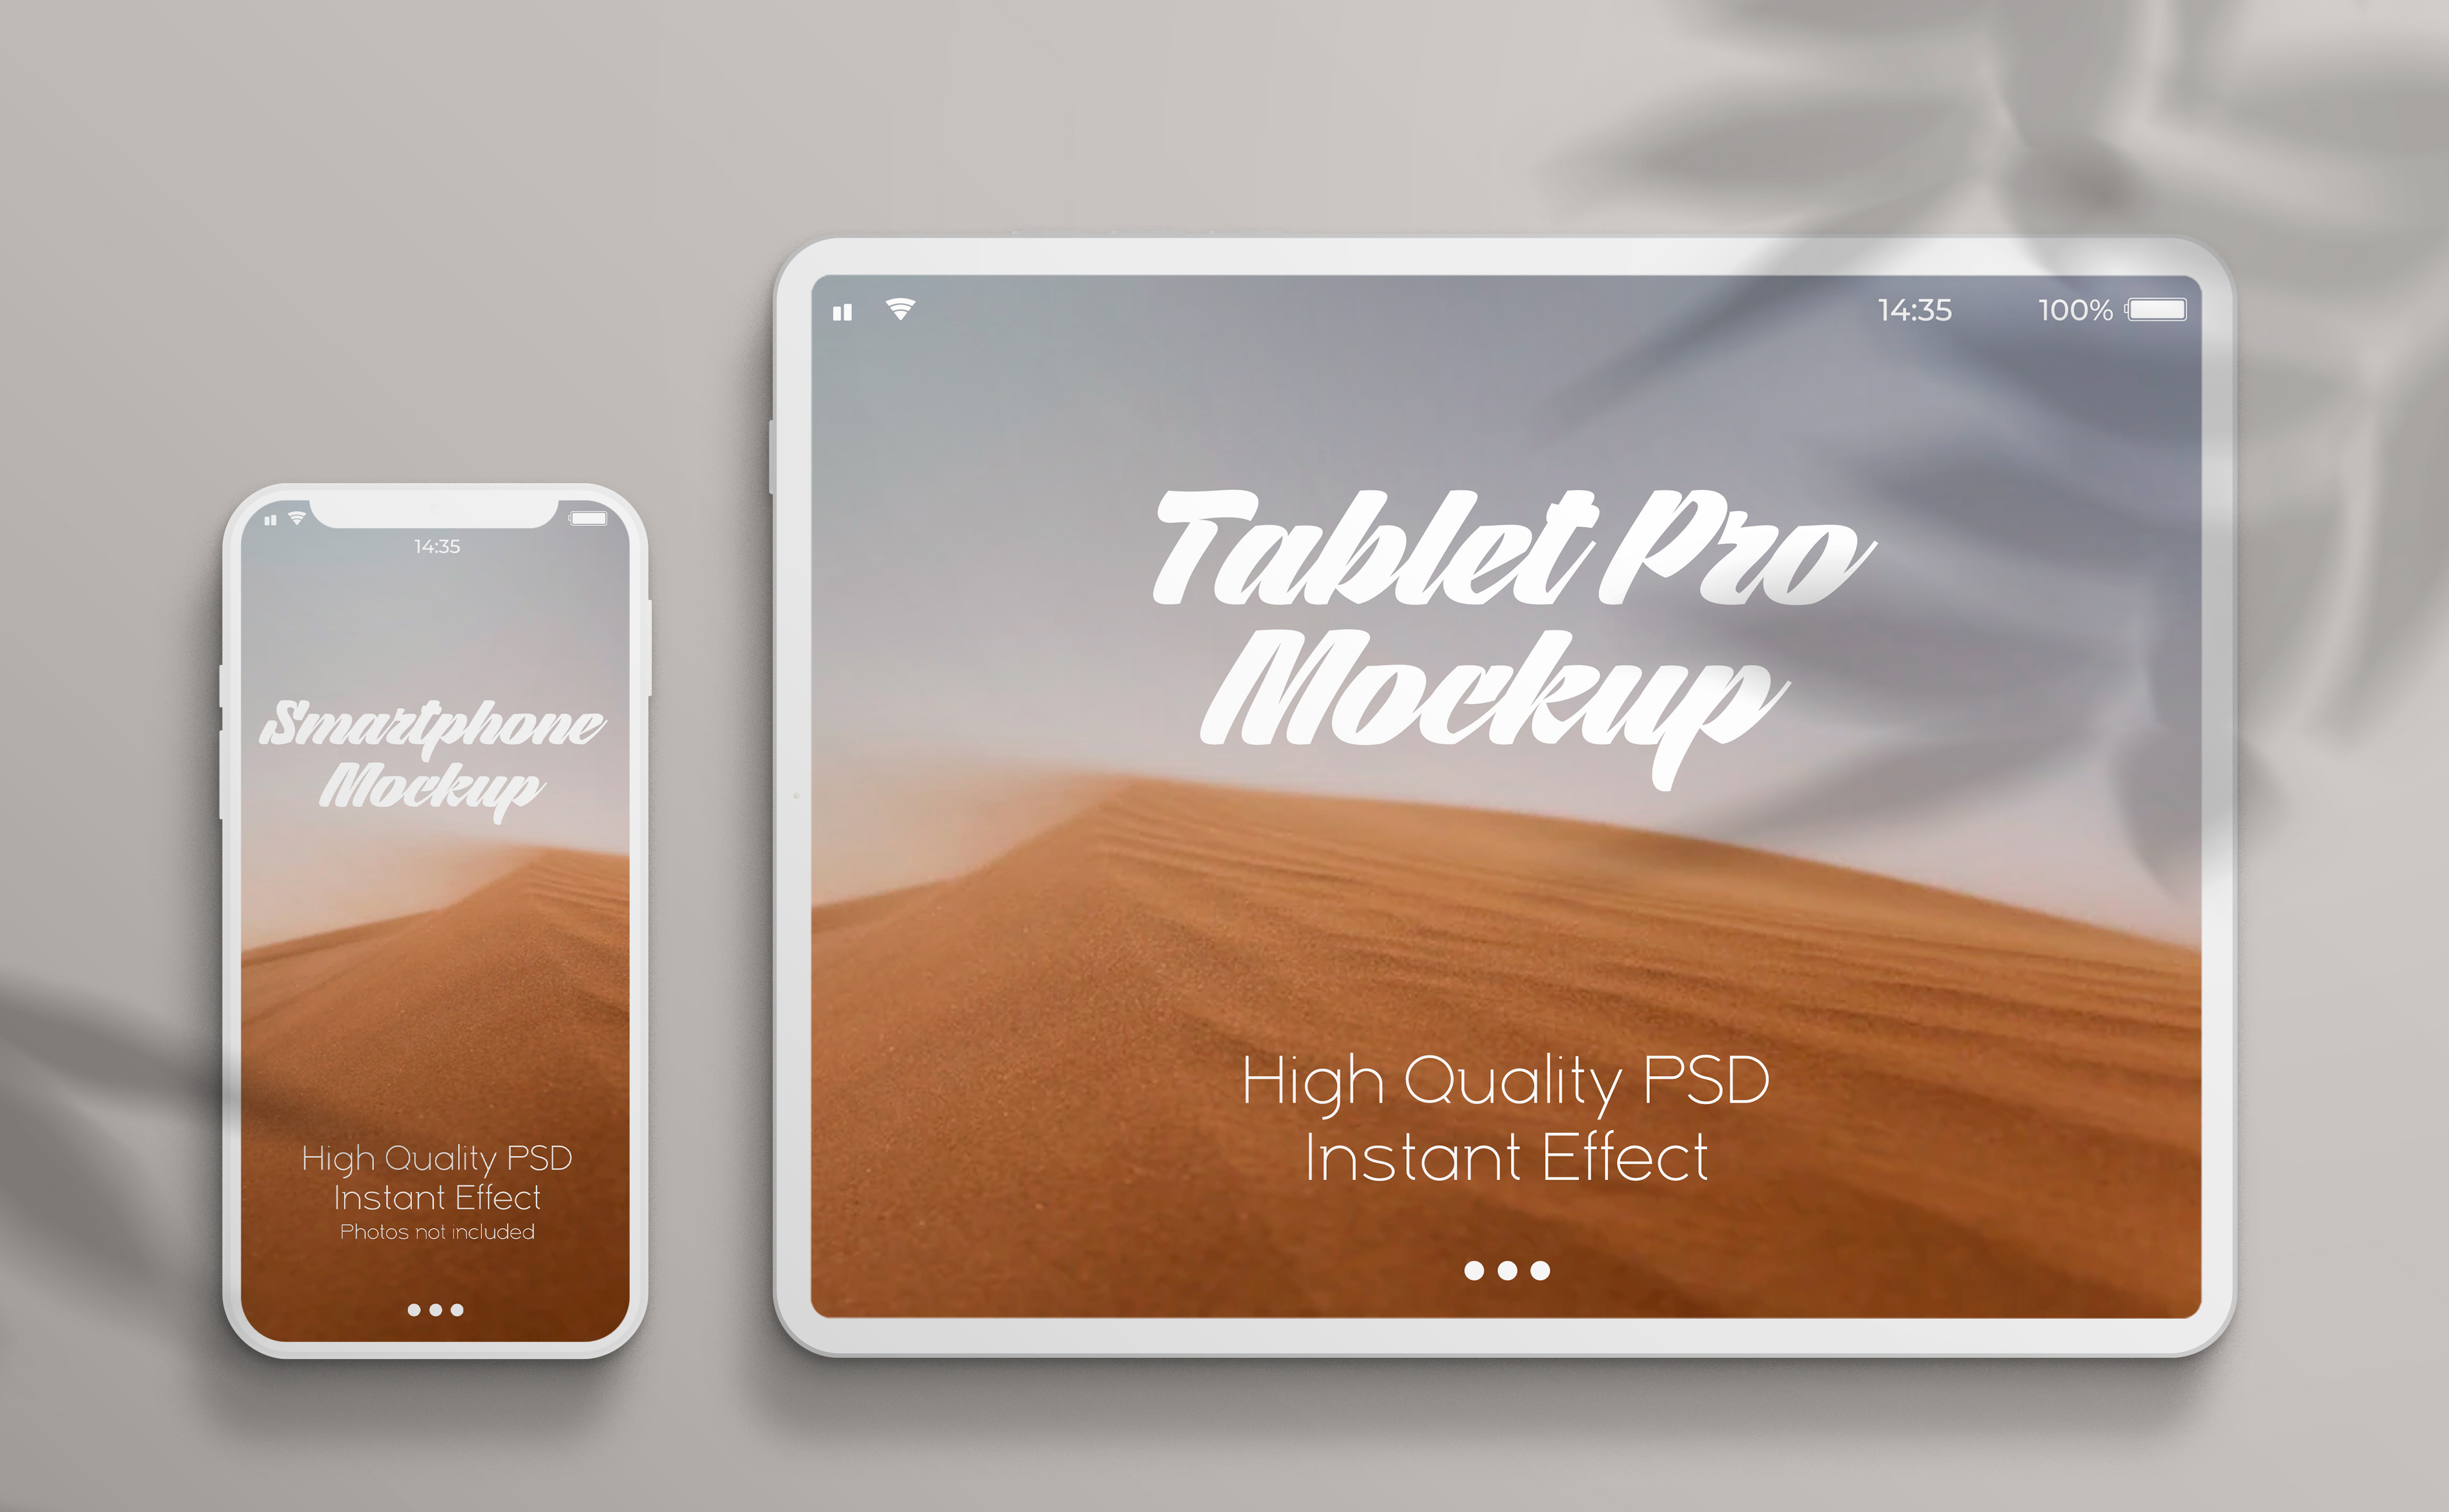 14:35
Smartphone
Mockup
High Quality PSD
Instant Effect
Photos not included
14:35 100%
Tablet Pro
Mockup
High Quality PSD
Instant Effect